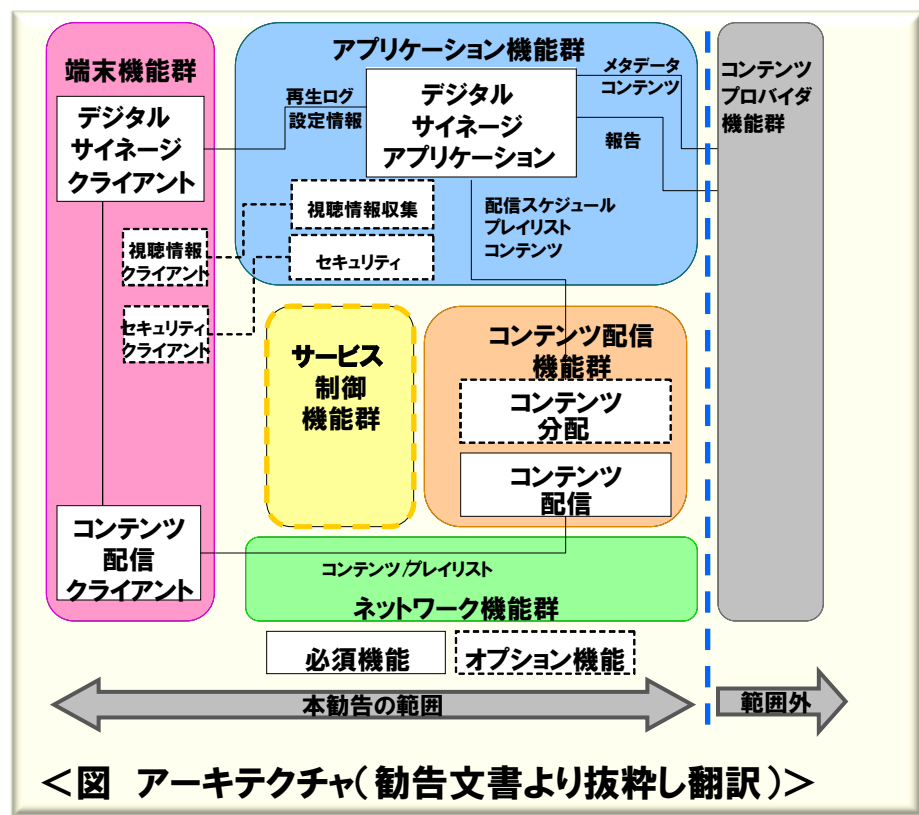 端末機能群
デジタル
サイネージ
クライアント
視聴情報
クライアント
セキュリティ
クライアント
コンテンツ
配信
クライアント
アプリケーション機能群
再生ログ
設定情報
デジタル
サイネージ
アプリケーション
メタデータ
コンテンツ
報告
視聴情報収集
セキュリティ
配信スケジュール
プレイリスト
コンテンツ
サービス
制御
機能群
コンテンツ配信
機能群
コンテンツ
分配
コンテンツ
配信
コンテンツ/プレイリスト
ネットワーク機能群
コンテンツ
プロバイダ
機能群
必須機能
オプション機能
本勧告の範囲
範囲外
＜図 アーキテクチャ(勧告文書より抜粋し翻訳)＞